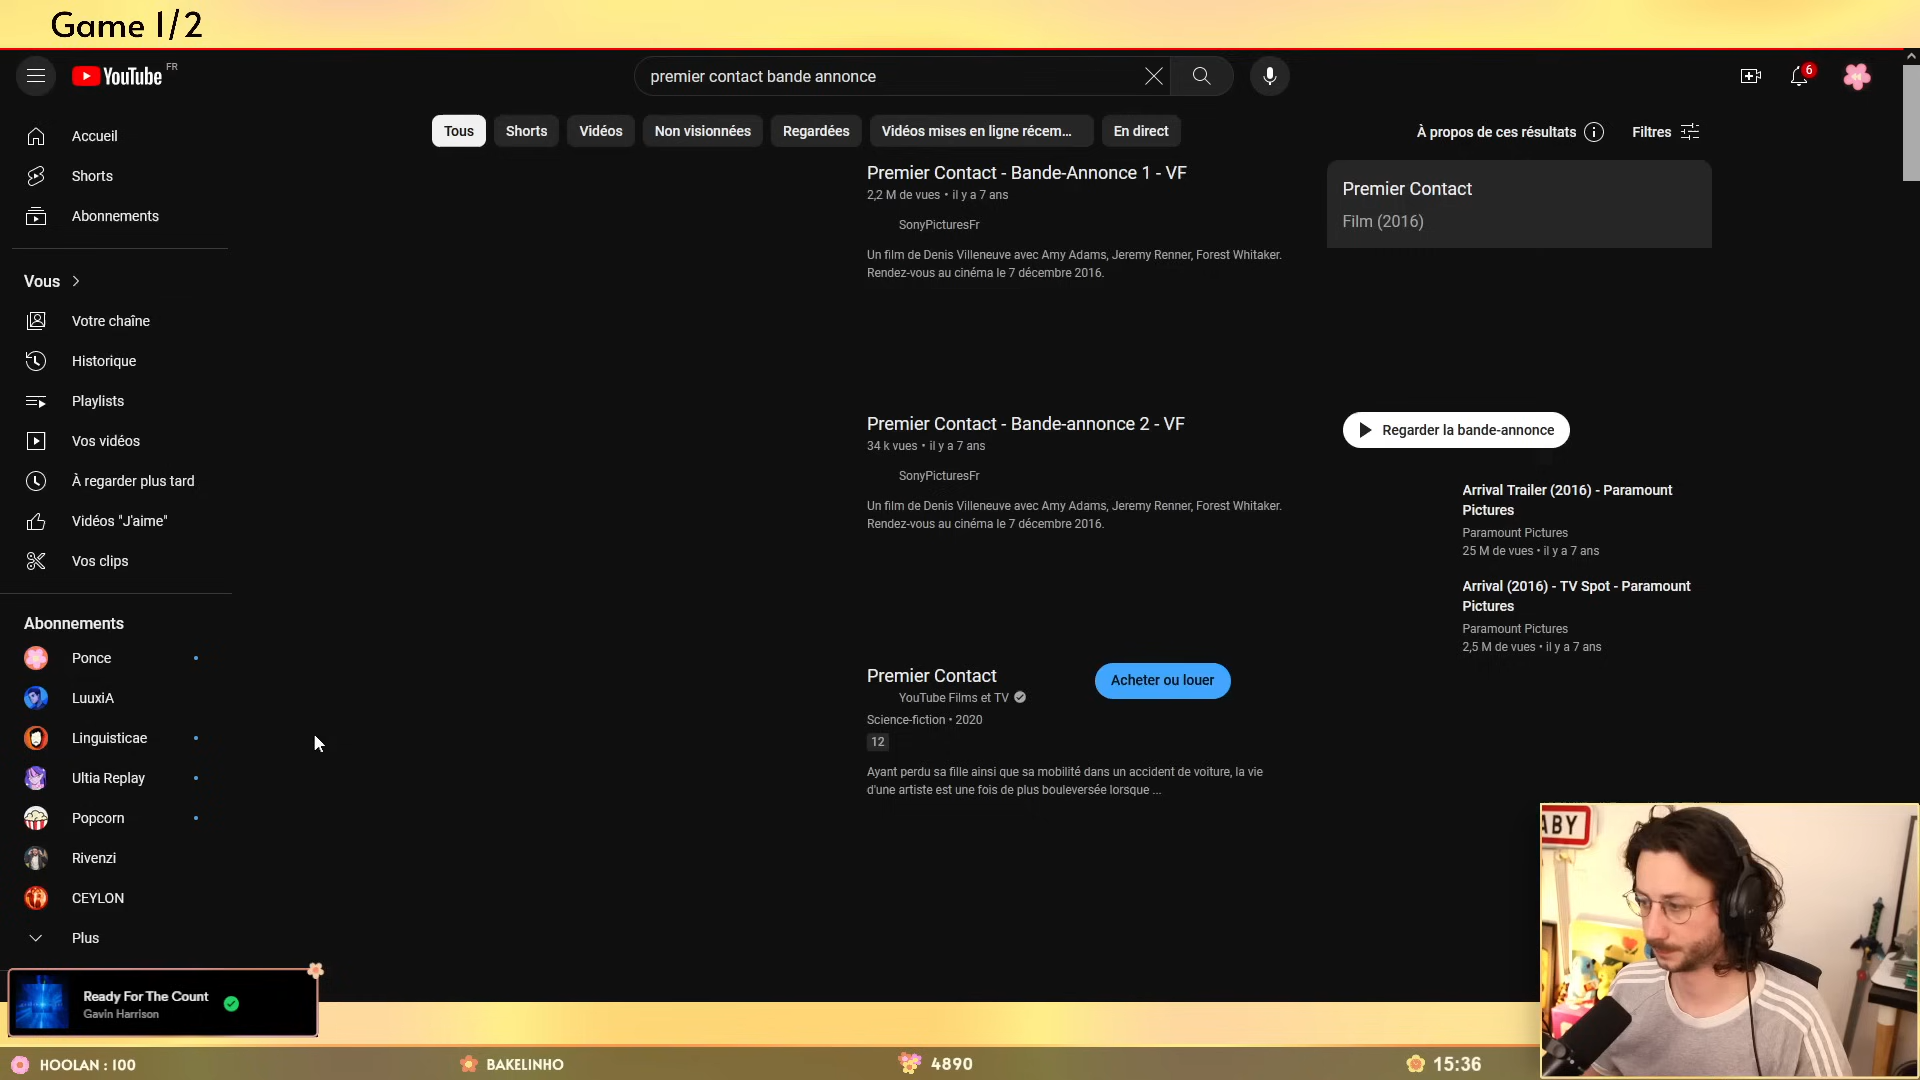 Game 1/2
YouTube FR
premier contact bande annonce
6
Tous
Shorts
Vidéos
Non visionnées
Regardées
Vidéos mises en ligne récem...
En direct
À propos de ces résultats
Filtres
Accueil
Shorts
Abonnements
Vous
Votre chaîne
Historique
Playlists
Vos vidéos
À regarder plus tard
Vidéos "J'aime"
Vos clips
Abonnements
Ponce
LuuxiA
Linguisticae
Ultia Replay
Popcorn
Rivenzi
CEYLON
Plus
Premier Contact - Bande-Annonce 1 - VF
2,2 M de vues • il y a 7 ans
SonyPicturesFr
Un film de Denis Villeneuve avec Amy Adams, Jeremy Renner, Forest Whitaker.
Rendez-vous au cinéma le 7 décembre 2016.
Premier Contact - Bande-annonce 2 - VF
34 k vues • il y a 7 ans
SonyPicturesFr
Un film de Denis Villeneuve avec Amy Adams, Jeremy Renner, Forest Whitaker.
Rendez-vous au cinéma le 7 décembre 2016.
Premier Contact
YouTube Films et TV
Acheter ou louer
Science-fiction • 2020
12
Ayant perdu sa fille ainsi que sa mobilité dans un accident de voiture, la vie
d'une artiste est une fois de plus bouleversée lorsque ...
Premier Contact
Film (2016)
Regarder la bande-annonce
Arrival Trailer (2016) - Paramount
Pictures
Paramount Pictures
25 M de vues • il y a 7 ans
Arrival (2016) - TV Spot - Paramount
Pictures
Paramount Pictures
2,5 M de vues • il y a 7 ans
ABY
Ready For The Count
Gavin Harrison
HOOLAN : 100
BAKELINHO
4890
15:36